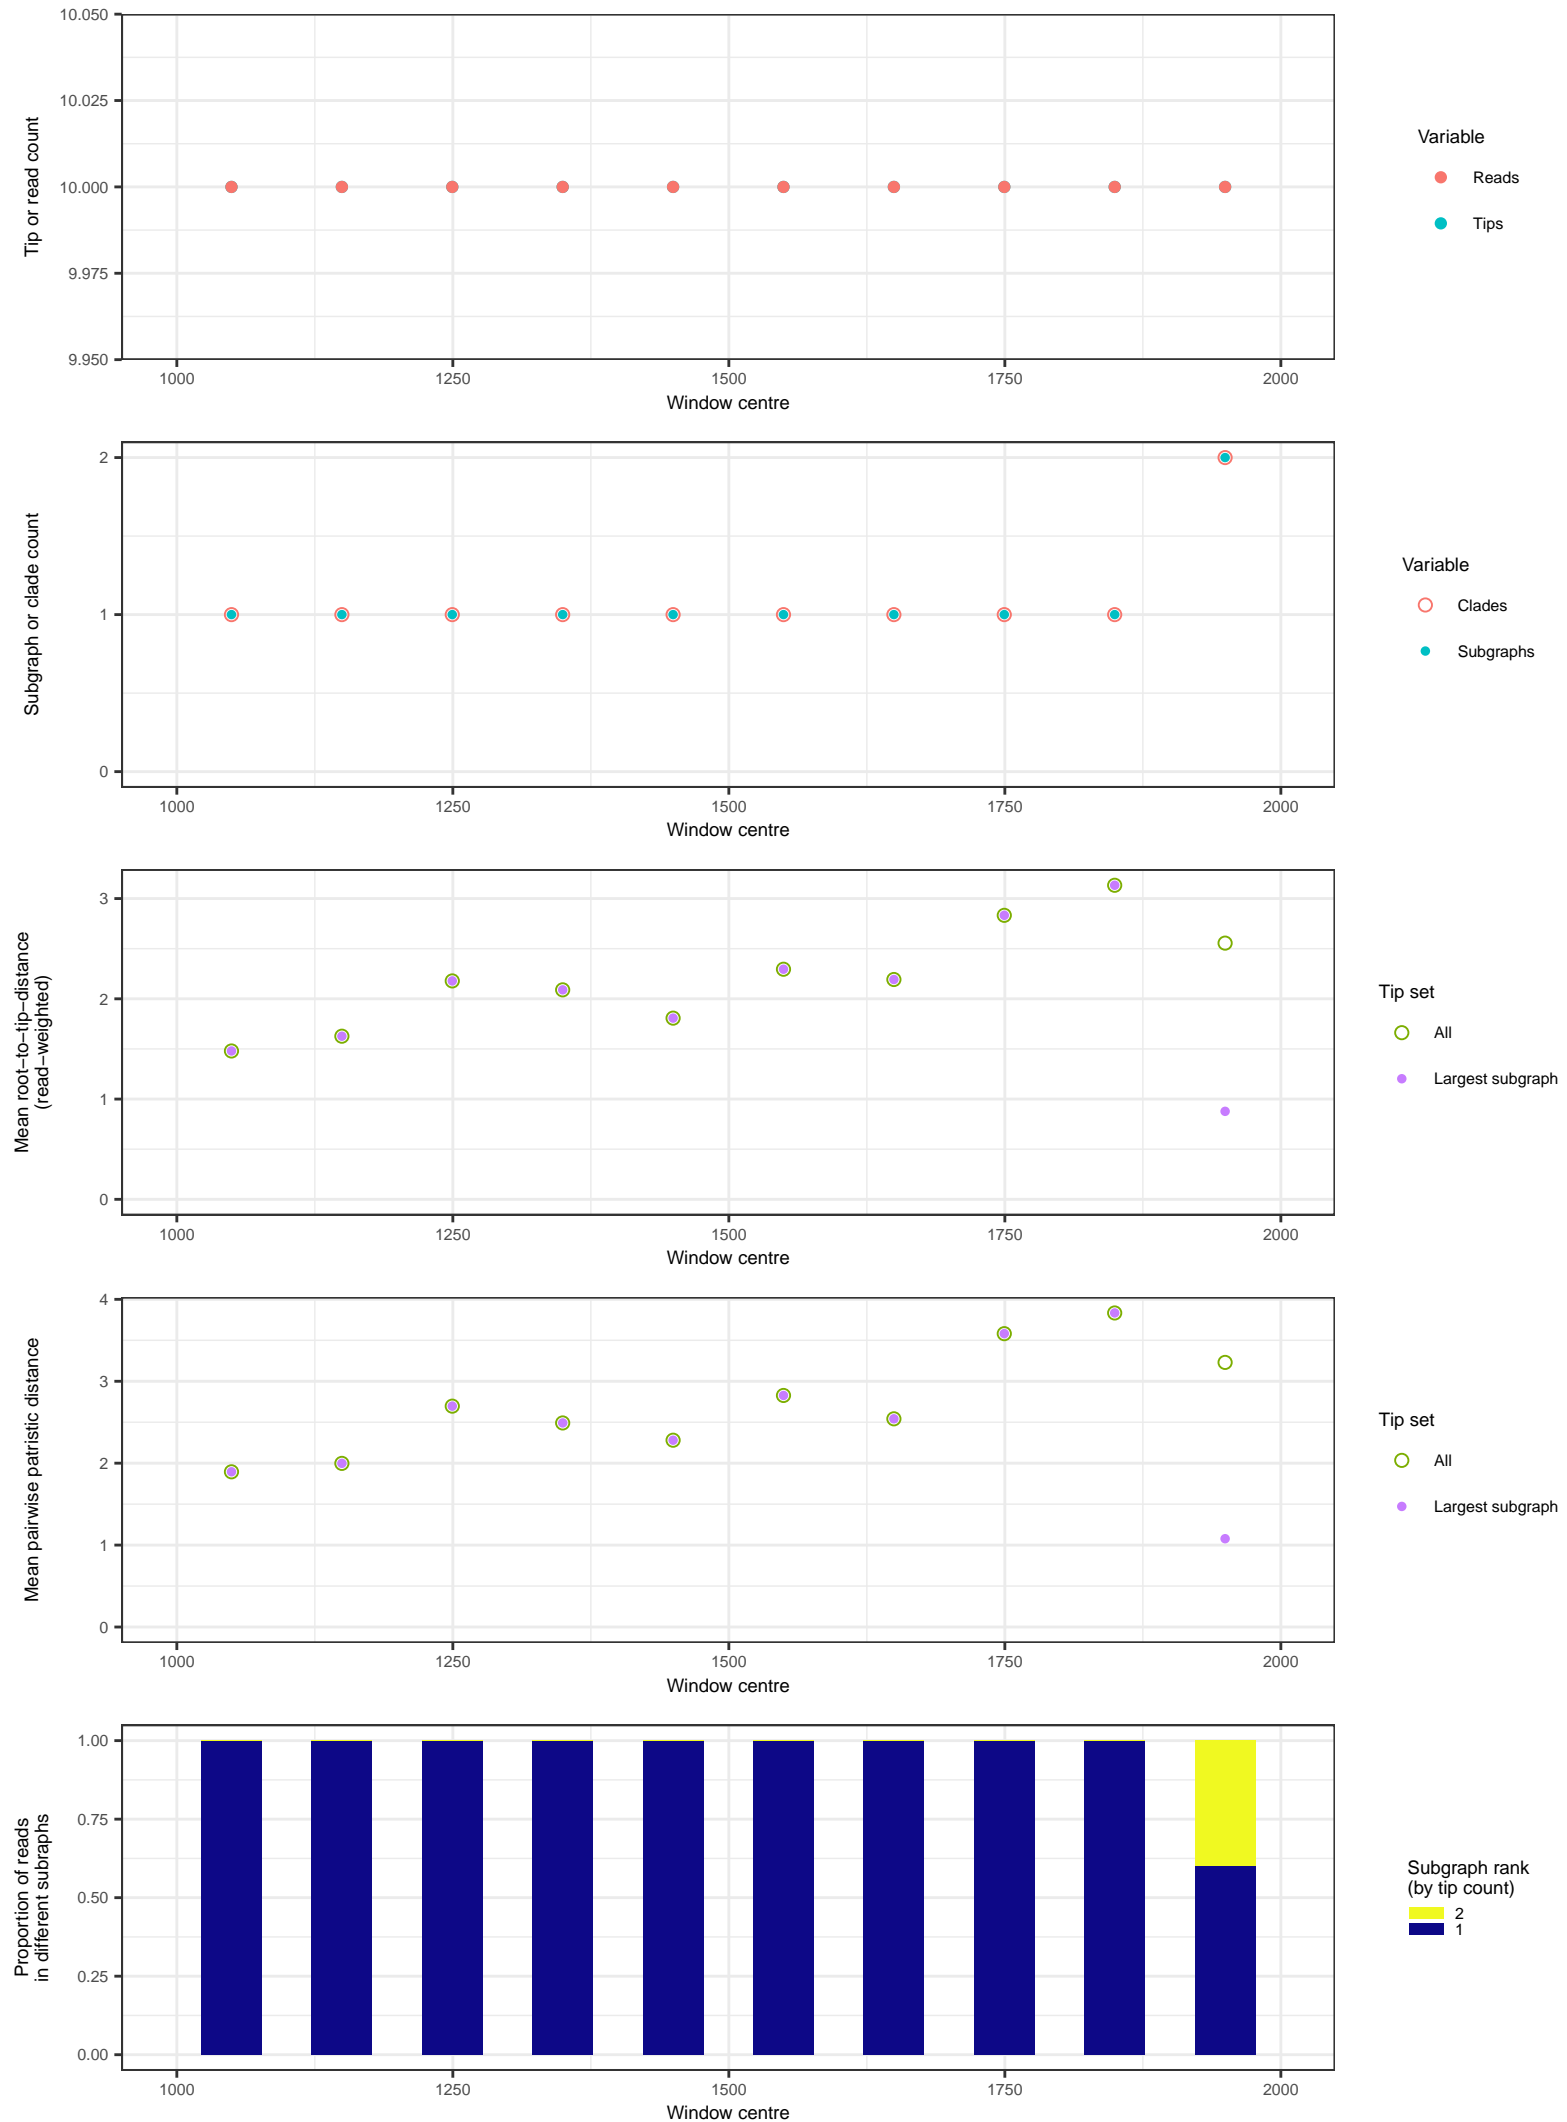 10.050
10.025
10.000
9.975
9.950
Tip or read count
1000 1250 1500 1750 2000
Window centre
Variable
Reads
Tips
2
1
0
Subgraph or clade count
1000 1250 1500 1750 2000
Window centre
Variable
Clades
Subgraphs
3
2
1
0
Mean root−to−tip−distance
(read−weighted)
1000 1250 1500 1750 2000
Window centre
Tip set
All
Largest subgraph
4
3
2
1
0
Mean pairwise patristic distance
1000 1250 1500 1750 2000
Window centre
Tip set
All
Largest subgraph
1.00
0.75
0.50
0.25
0.00
Proportion of reads
in different subraphs
1000 1250 1500 1750 2000
Window centre
Subgraph rank
(by tip count)
2
1